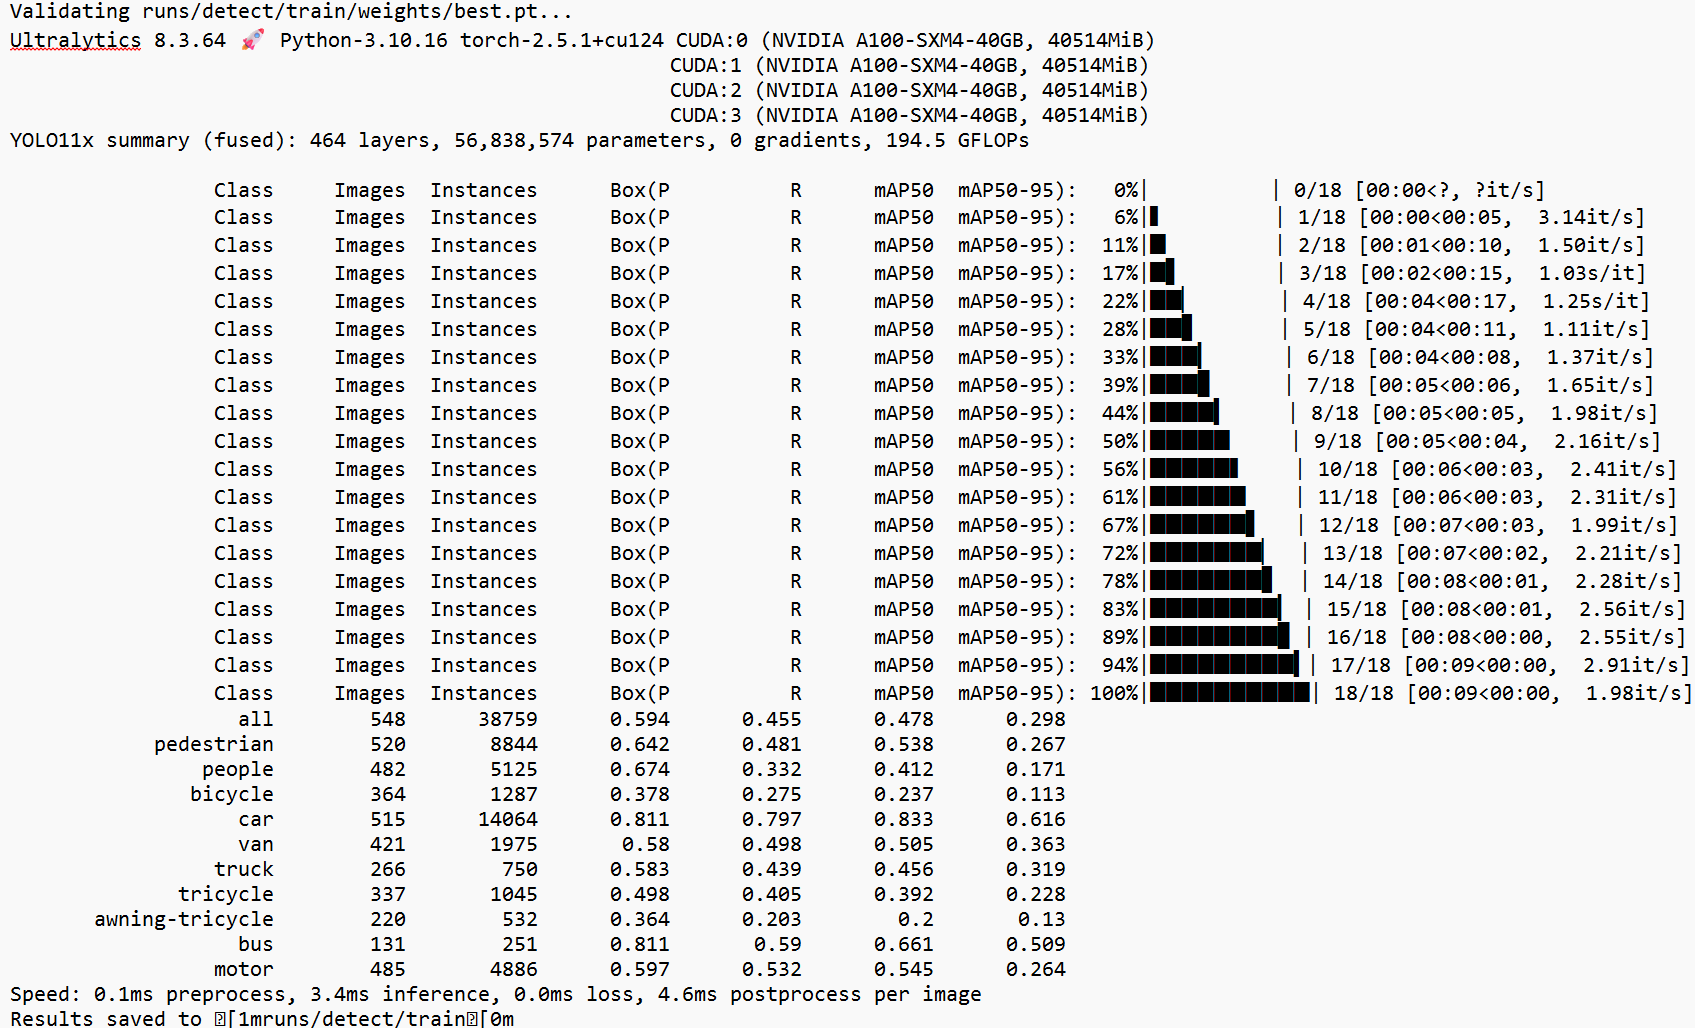 Validating runs/detect/train/weights/best.pt...
Ultralytics 8.3.64 🚀 Python-3.10.16 torch-2.5.1+cu124 CUDA:0 (NVIDIA A100-SXM4-40GB, 40514MiB)
CUDA:1 (NVIDIA A100-SXM4-40GB, 40514MiB)
CUDA:2 (NVIDIA A100-SXM4-40GB, 40514MiB)
CUDA:3 (NVIDIA A100-SXM4-40GB, 40514MiB)
YOLO11x summary (fused): 464 layers, 56,838,574 parameters, 0 gradients, 194.5 GFLOPs
Class Images Instances Box(P R mAP50 mAP50-95): 0%| | 0/18 [00:00<?, ?it/s]
Class Images Instances Box(P R mAP50 mAP50-95): 6%| | 1/18 [00:00<00:05, 3.14it/s]
Class Images Instances Box(P R mAP50 mAP50-95): 11%| | 2/18 [00:01<00:10, 1.50it/s]
Class Images Instances Box(P R mAP50 mAP50-95): 17%| | 3/18 [00:02<00:15, 1.03s/it]
Class Images Instances Box(P R mAP50 mAP50-95): 22%| | 4/18 [00:04<00:17, 1.25s/it]
Class Images Instances Box(P R mAP50 mAP50-95): 28%| | 5/18 [00:04<00:11, 1.11it/s]
Class Images Instances Box(P R mAP50 mAP50-95): 33%| | 6/18 [00:04<00:08, 1.37it/s]
Class Images Instances Box(P R mAP50 mAP50-95): 39%| | 7/18 [00:05<00:06, 1.65it/s]
Class Images Instances Box(P R mAP50 mAP50-95): 44%| | 8/18 [00:05<00:05, 1.98it/s]
Class Images Instances Box(P R mAP50 mAP50-95): 50%| | 9/18 [00:05<00:04, 2.16it/s]
Class Images Instances Box(P R mAP50 mAP50-95): 56%| | 10/18 [00:06<00:03, 2.41it/s]
Class Images Instances Box(P R mAP50 mAP50-95): 61%| | 11/18 [00:06<00:03, 2.31it/s]
Class Images Instances Box(P R mAP50 mAP50-95): 67%| | 12/18 [00:07<00:03, 1.99it/s]
Class Images Instances Box(P R mAP50 mAP50-95): 72%| | 13/18 [00:07<00:02, 2.21it/s]
Class Images Instances Box(P R mAP50 mAP50-95): 78%| | 14/18 [00:08<00:01, 2.28it/s]
Class Images Instances Box(P R mAP50 mAP50-95): 83%| | 15/18 [00:08<00:01, 2.56it/s]
Class Images Instances Box(P R mAP50 mAP50-95): 89%| | 16/18 [00:08<00:00, 2.55it/s]
Class Images Instances Box(P R mAP50 mAP50-95): 94%| | 17/18 [00:09<00:00, 2.91it/s]
Class Images Instances Box(P R mAP50 mAP50-95): 100%| | 18/18 [00:09<00:00, 1.98it/s]
all 548 38759 0.594 0.455 0.478 0.298
pedestrian 520 8844 0.642 0.481 0.538 0.267
people 482 5125 0.674 0.332 0.412 0.171
bicycle 364 1287 0.378 0.275 0.237 0.113
car 515 14064 0.811 0.797 0.833 0.616
van 421 1975 0.58 0.498 0.505 0.363
truck 266 750 0.583 0.439 0.456 0.319
tricycle 337 1045 0.498 0.405 0.392 0.228
awning-tricycle 220 532 0.364 0.203 0.2 0.13
bus 131 251 0.811 0.59 0.661 0.509
motor 485 4886 0.597 0.532 0.545 0.264
Speed: 0.1ms preprocess, 3.4ms inference, 0.0ms loss, 4.6ms postprocess per image
Results saved to [1mruns/detect/train[0m